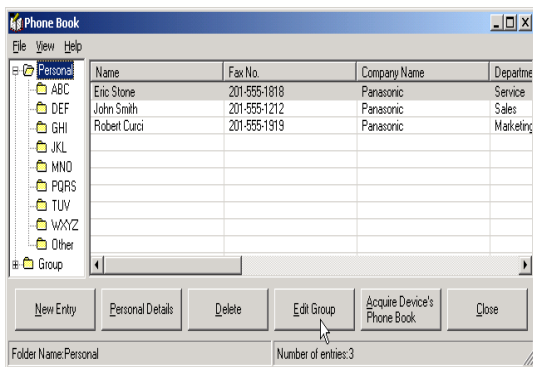 Phone Book
File View Help
Personal
ABC
DEF
GHI
JKL
MNO
PQRS
TUV
WXYZ
Other
Group
Name Fax No. Company Name Departme
Eric Stone 201-555-1818 Panasonic Service
John Smith 201-555-1212 Panasonic Sales
Robert Curci 201-555-1919 Panasonic Marketing
New Entry Personal Details Delete Edit Group Acquire Device's Phone Book Close
Folder Name:Personal Number of entries:3